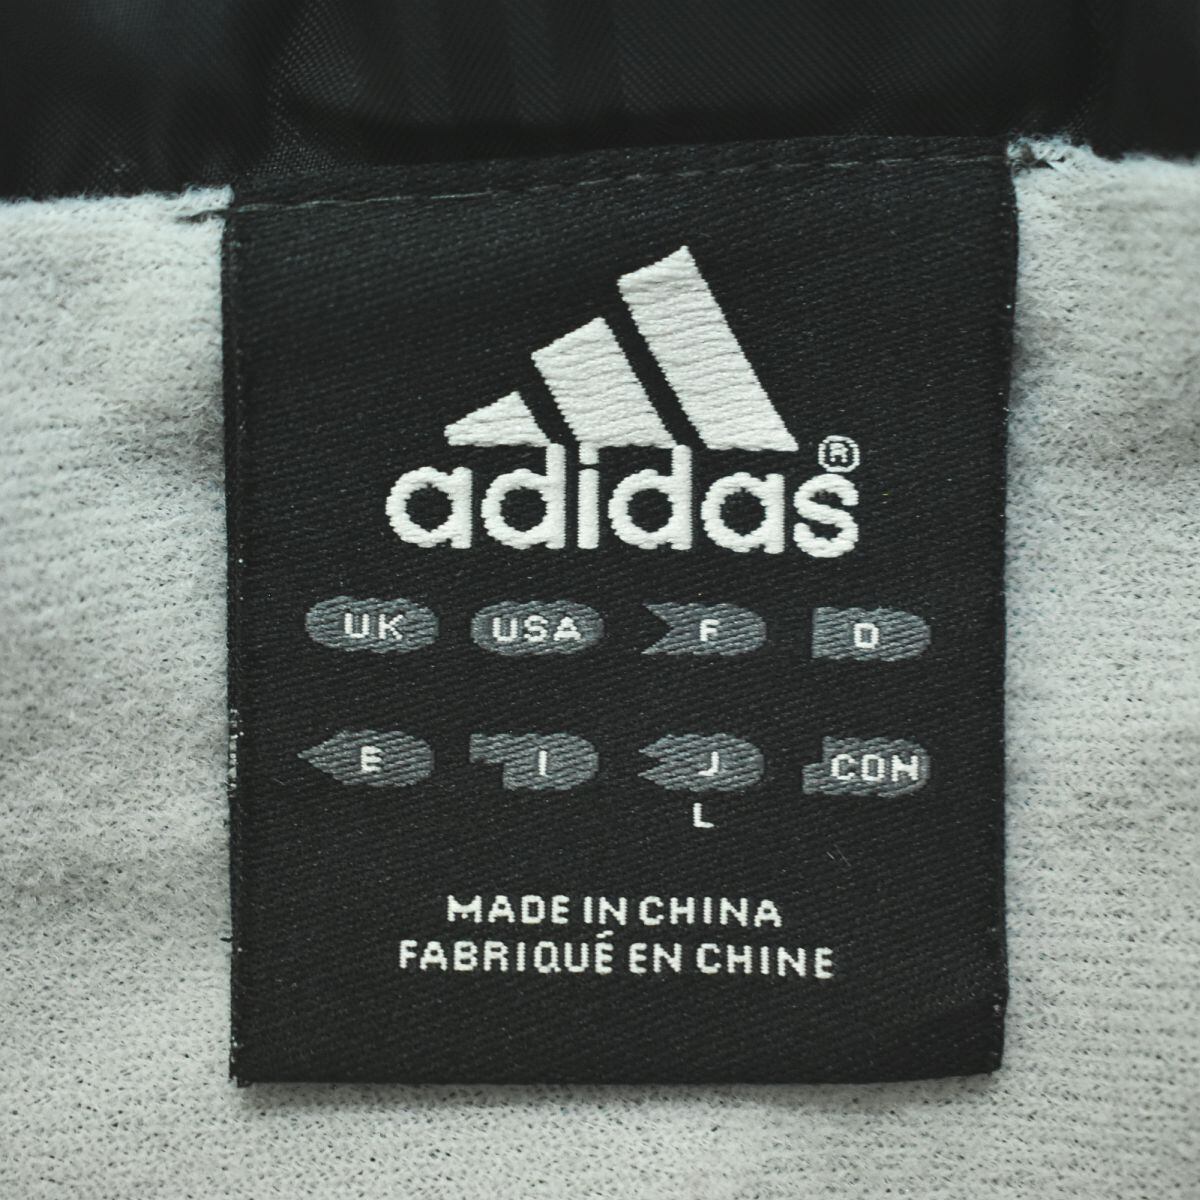 adidas®
UK USA F D
E I J CON
L
MADE IN CHINA
FABRIQUÉ EN CHINE